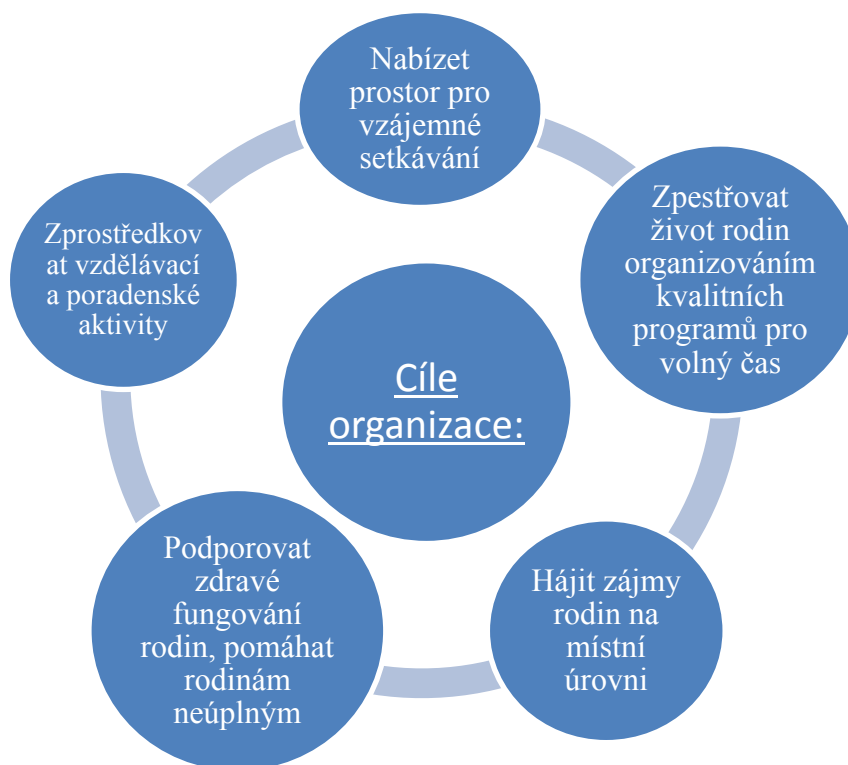 Nabízet
prostor pro
vzájemné
setkávání
Zpestřovat
život rodin
organizováním
kvalitních
programů pro
volný čas
Hájit zájmy
rodin na
místní
úrovni
Podporovat
zdravé
fungování
rodin, pomáhat
rodinám
neúplným
Zprostředkov
at vzdělávací
a poradenské
aktivity
Cíle
organizace: